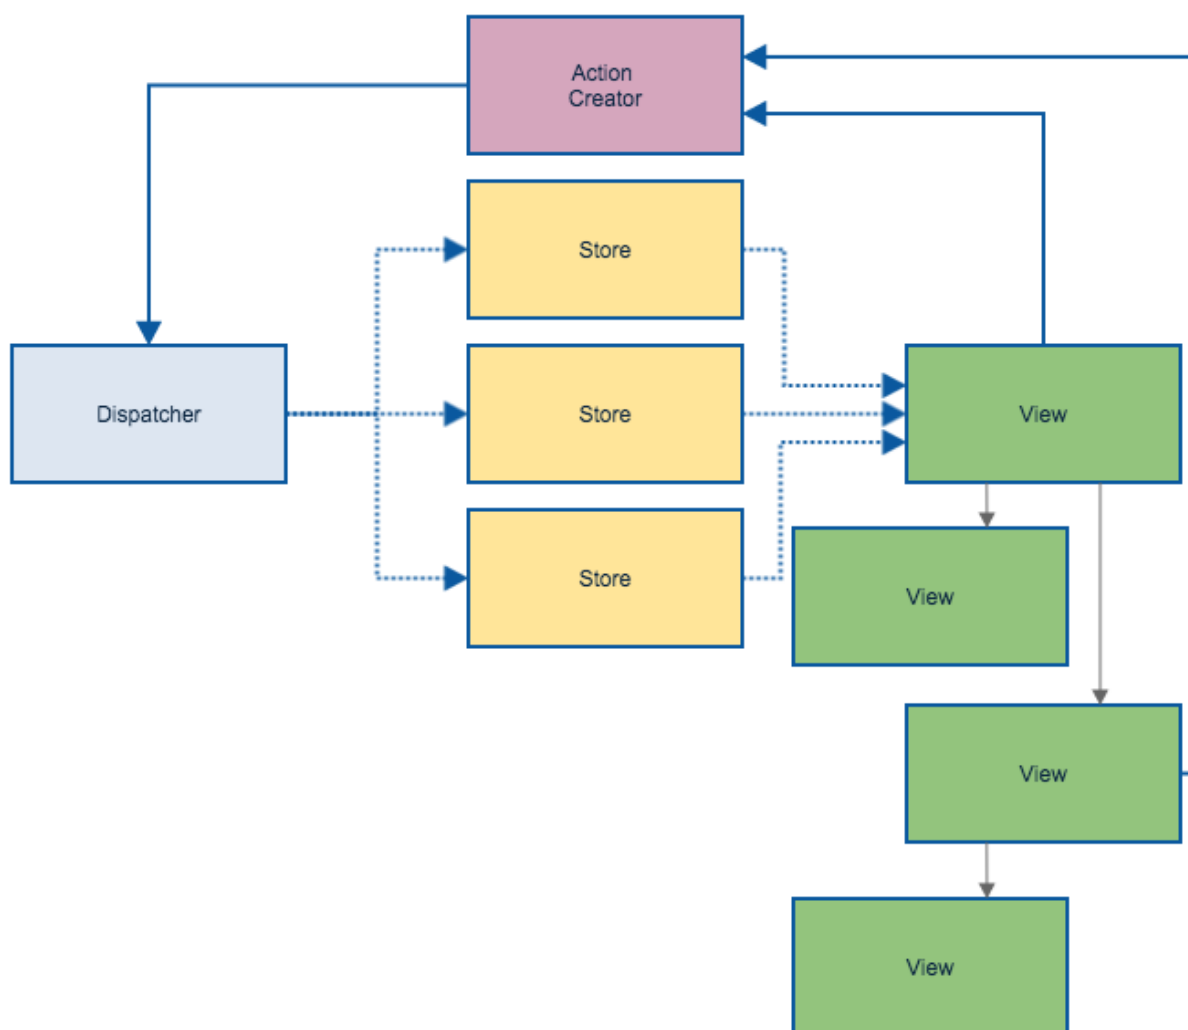 Action
Creator
Store
Dispatcher
Store
View
Store
View
View
View